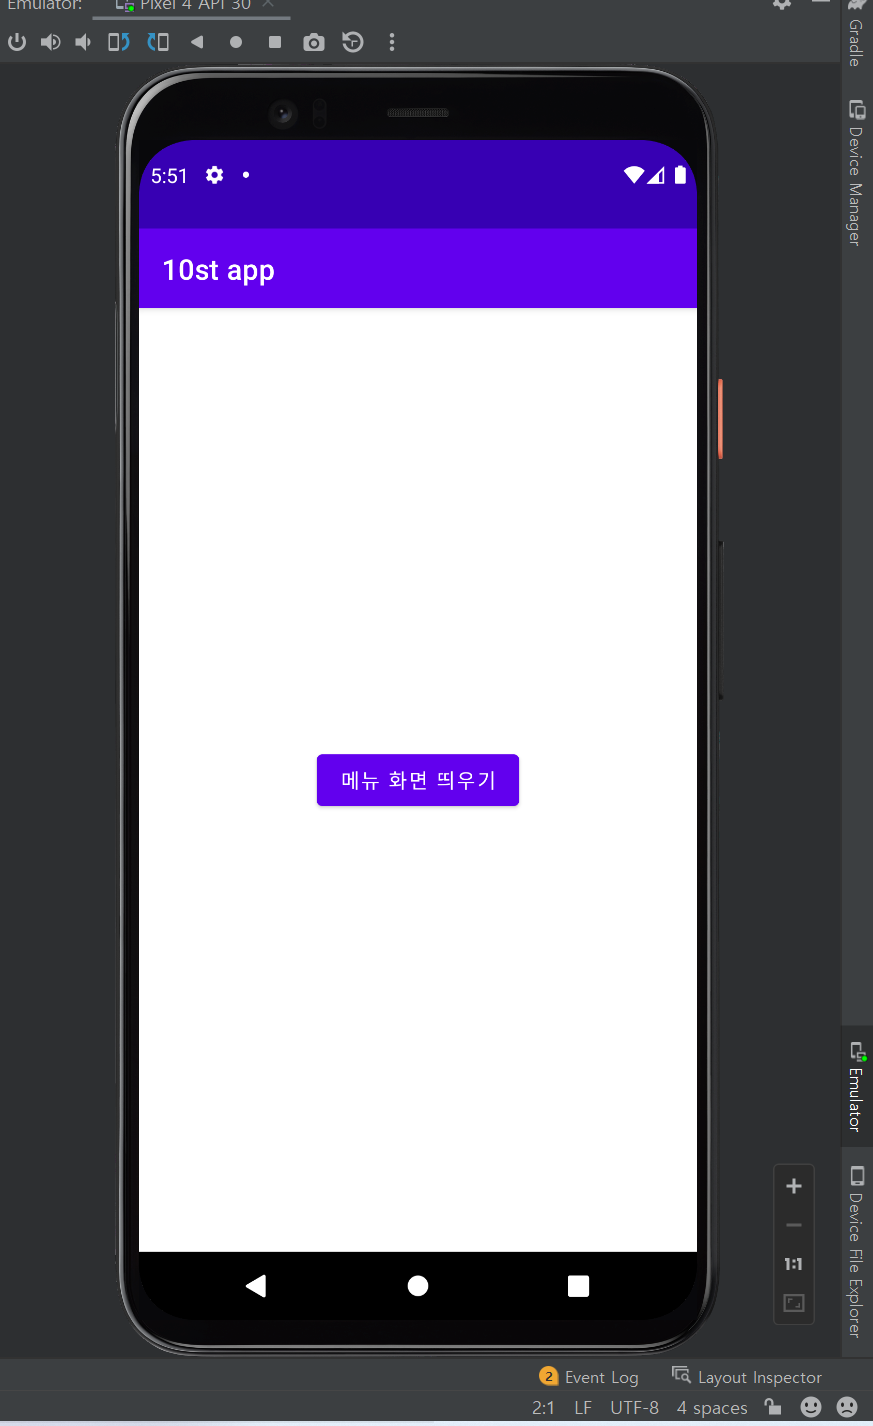 Emulator: Pixel 4 API 30
Gradle
Device Manager
5:51
10st app
메뉴 화면 띄우기
Emulator
Device File Explorer
1:1
2 Event Log Layout Inspector
2:1 LF UTF-8 4 spaces